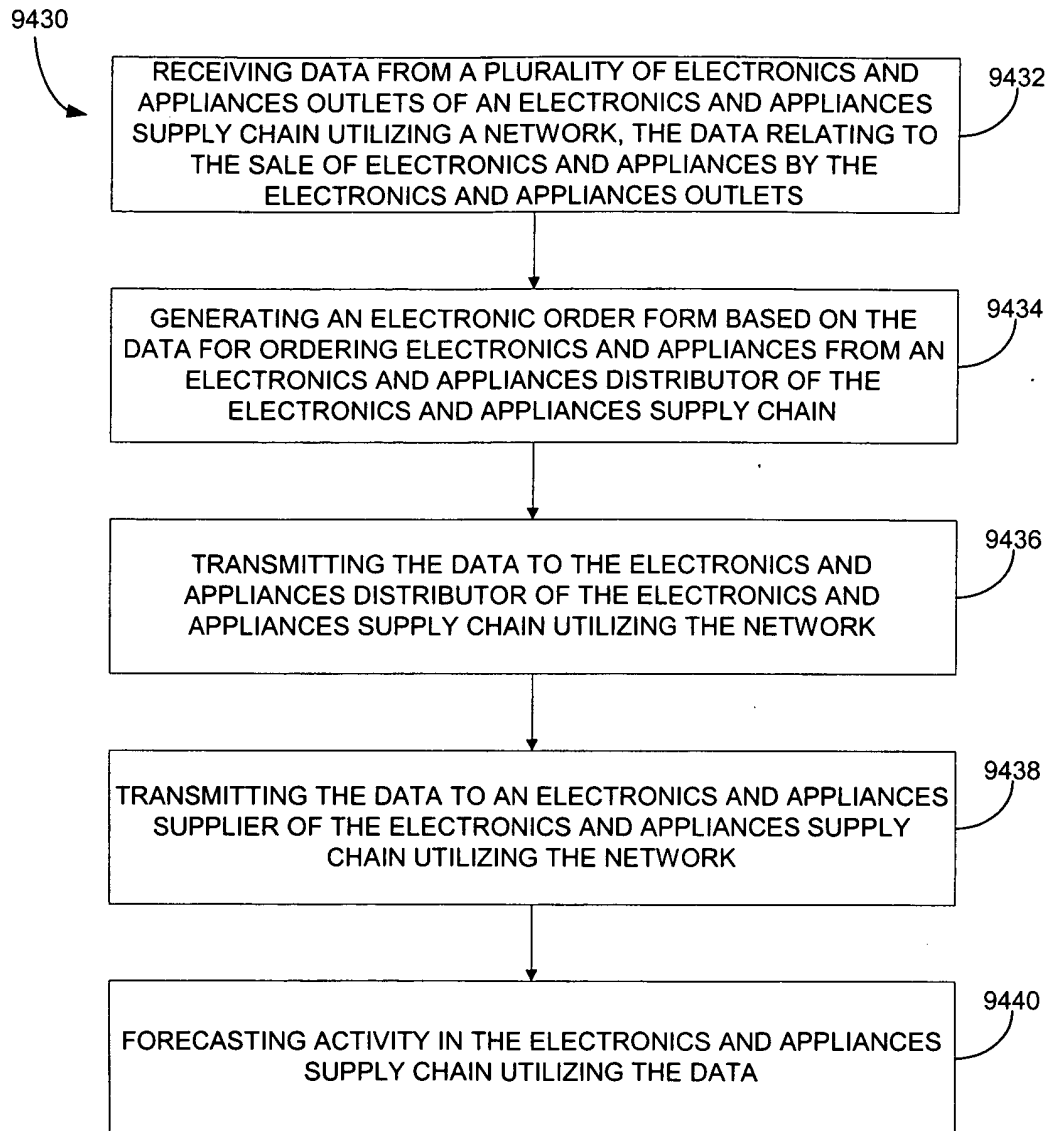 9430
RECEIVING DATA FROM A PLURALITY OF ELECTRONICS AND
APPLIANCES OUTLETS OF AN ELECTRONICS AND APPLIANCES
SUPPLY CHAIN UTILIZING A NETWORK, THE DATA RELATING TO
THE SALE OF ELECTRONICS AND APPLIANCES BY THE
ELECTRONICS AND APPLIANCES OUTLETS
9432
GENERATING AN ELECTRONIC ORDER FORM BASED ON THE
DATA FOR ORDERING ELECTRONICS AND APPLIANCES FROM AN
ELECTRONICS AND APPLIANCES DISTRIBUTOR OF THE
ELECTRONICS AND APPLIANCES SUPPLY CHAIN
9434
TRANSMITTING THE DATA TO THE ELECTRONICS AND
APPLIANCES DISTRIBUTOR OF THE ELECTRONICS AND
APPLIANCES SUPPLY CHAIN UTILIZING THE NETWORK
9436
TRANSMITTING THE DATA TO AN ELECTRONICS AND APPLIANCES
SUPPLIER OF THE ELECTRONICS AND APPLIANCES SUPPLY
CHAIN UTILIZING THE NETWORK
9438
FORECASTING ACTIVITY IN THE ELECTRONICS AND APPLIANCES
SUPPLY CHAIN UTILIZING THE DATA
9440